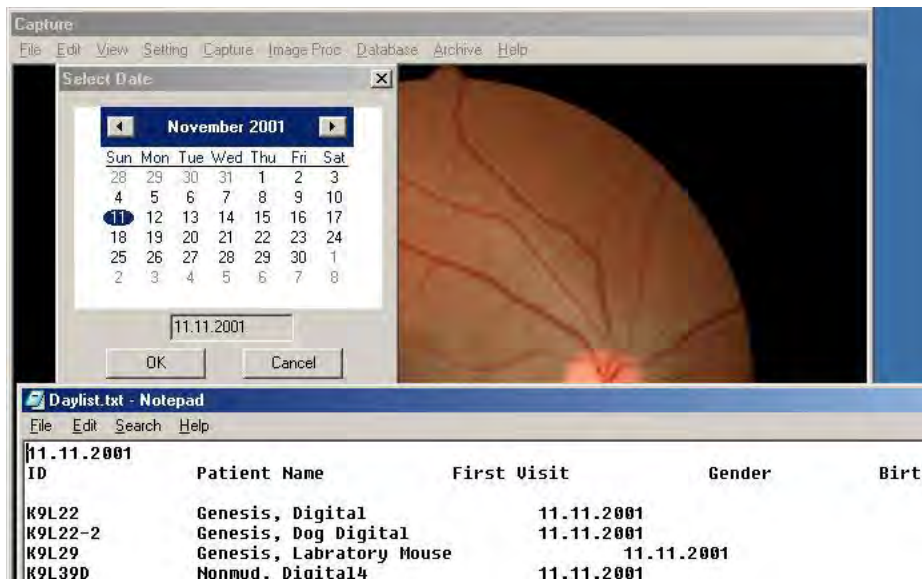 Capture
File Edit View Setting Capture Image Proc Database Archive Help
Select Date
November 2001
Sun Mon Tue Wed Thu Fri Sat
28 29 30 31 1 2 3
4 5 6 7 8 9 10
11 12 13 14 15 16 17
18 19 20 21 22 23 24
25 26 27 28 29 30 1
2 3 4 5 6 7 8
11.11.2001
OK Cancel
Daylist.txt - Notepad
File Edit Search Help
11.11.2001
ID Patient Name First Visit Gender Birt
K9L22 Genesis, Digital 11.11.2001
K9L22-2 Genesis, Dog Digital 11.11.2001
K9L29 Genesis, Labratory Mouse 11.11.2001
K9L39D Nonmyd, Digital4 11.11.2001